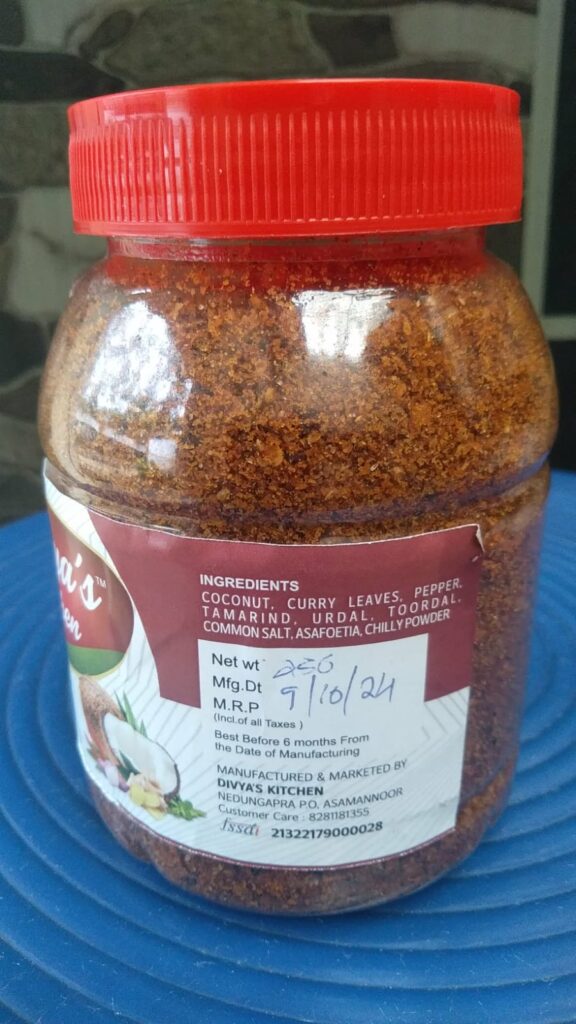 a's TM
en
INGREDIENTS
COCONUT, CURRY LEAVES, PEPPER,
TAMARIND, URDAL, TOORDAL,
COMMON SALT, ASAFOETIA, CHILLY POWDER
Net wt 250
Mfg.Dt 9/10/24
M.R.P
(Incl.of all Taxes )
Best Before 6 months From
the Date of Manufacturing
MANUFACTURED & MARKETED BY
DIVYA'S KITCHEN
NEDUNGAPRA P.O, ASAMANNOOR
Customer Care : 8281181355
fssai 21322179000028